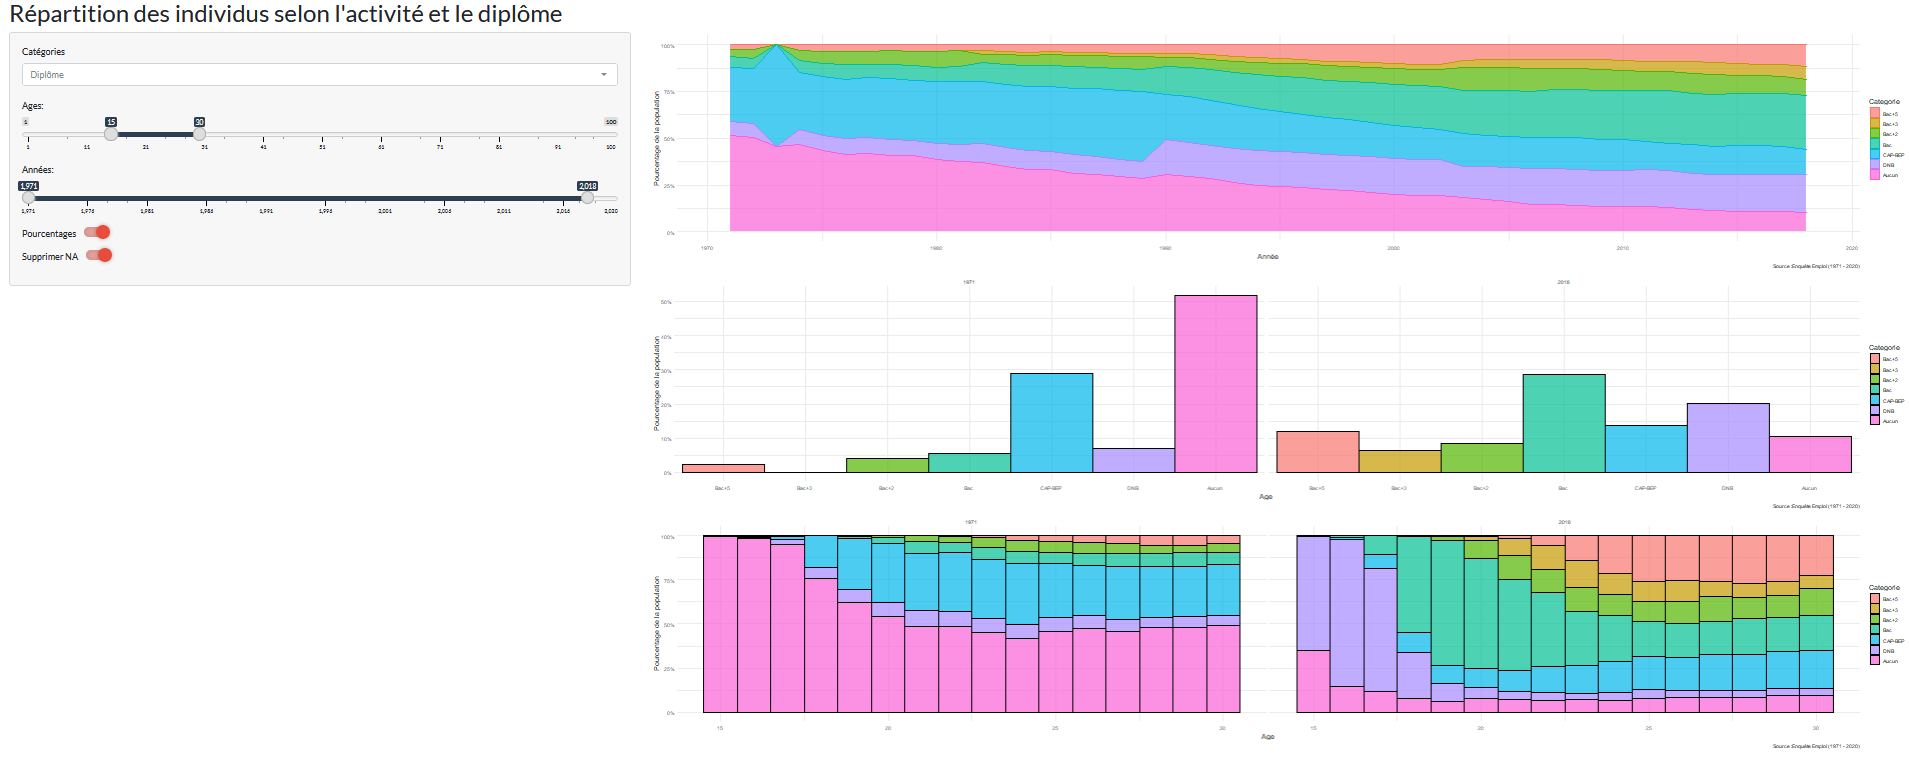 Répartition des individus selon l'activité et le diplôme
Catégories
Diplôme
Ages:
1 15 30 100
1 11 21 31 41 51 61 71 81 91 100
Années:
1,971 2,018
1,971 1,976 1,981 1,986 1,991 1,996 2,001 2,006 2,011 2,016 2,020
Pourcentages
Supprimer NA
Pourcentage de la population
100%
75%
50%
25%
0%
1970 1980 1990 2000 2010 2020
Année
Source :Enquête Emploi (1971 - 2020)
Categorie
Bac+5
Bac+3
Bac+2
Bac
CAP-BEP
DNB
Aucun
1971 2018
Pourcentage de la population
50%
40%
30%
20%
10%
0%
Bac+5 Bac+3 Bac+2 Bac CAP-BEP DNB Aucun
Bac+5 Bac+3 Bac+2 Bac CAP-BEP DNB Aucun
Age
Source :Enquête Emploi (1971 - 2020)
Categorie
Bac+5
Bac+3
Bac+2
Bac
CAP-BEP
DNB
Aucun
1971 2018
Pourcentage de la population
100%
75%
50%
25%
0%
15 20 25 30
15 20 25 30
Age
Source :Enquête Emploi (1971 - 2020)
Categorie
Bac+5
Bac+3
Bac+2
Bac
CAP-BEP
DNB
Aucun